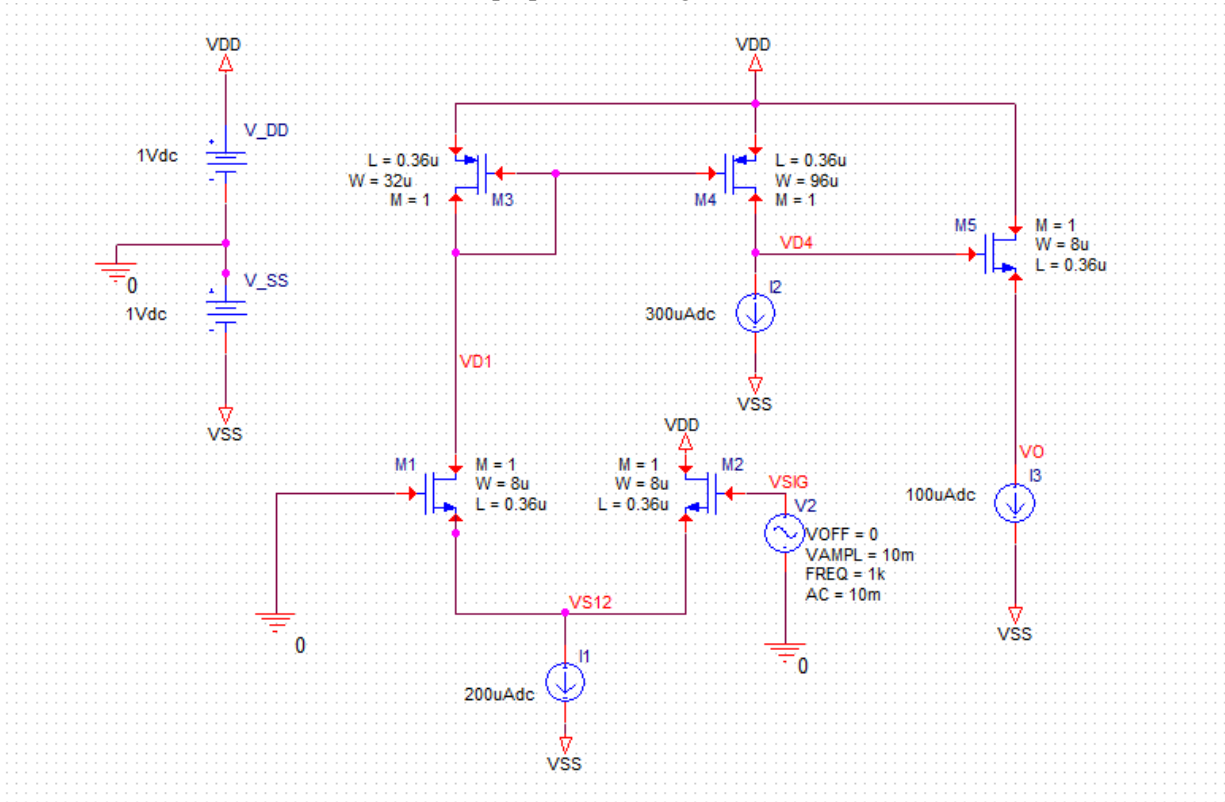 VDD
V_DD
1Vdc
0
V_SS
1Vdc
VSS
VDD
L = 0.36u
W = 32u
M = 1
M3
L = 0.36u
W = 96u
M = 1
M4
M5
M = 1
W = 8u
L = 0.36u
VD4
I2
300uAdc
VSS
VD1
VDD
M1
M = 1
W = 8u
L = 0.36u
M = 1
W = 8u
L = 0.36u
M2
VSIG
V2
VOFF = 0
VAMPL = 10m
FREQ = 1k
AC = 10m
0
VO
I3
100uAdc
VSS
0
VS12
I1
200uAdc
VSS